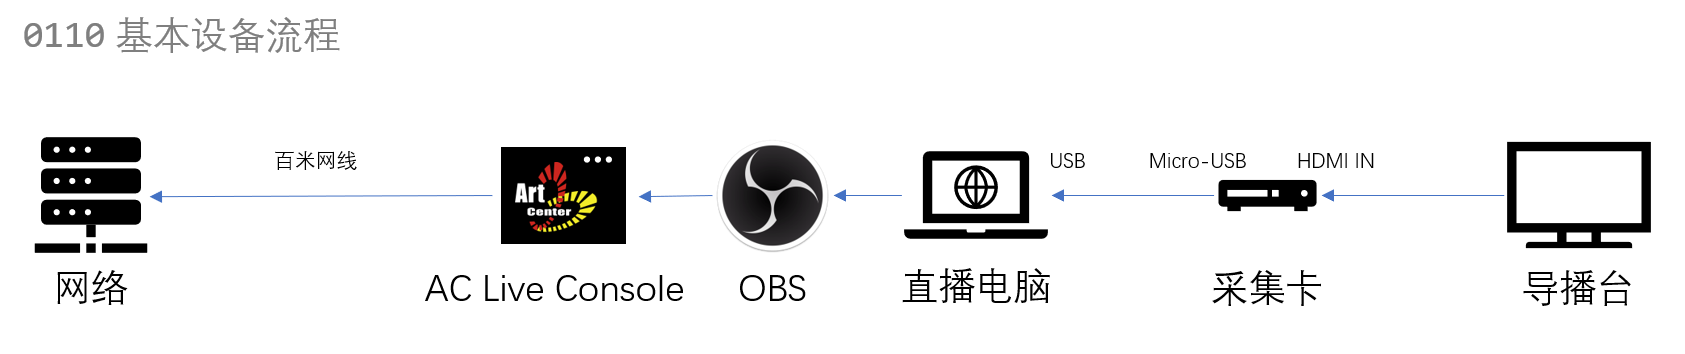 0110 基本设备流程
百米网线
USB
Micro-USB
HDMI IN
Art
Center
网络
AC Live Console
OBS
直播电脑
采集卡
导播台